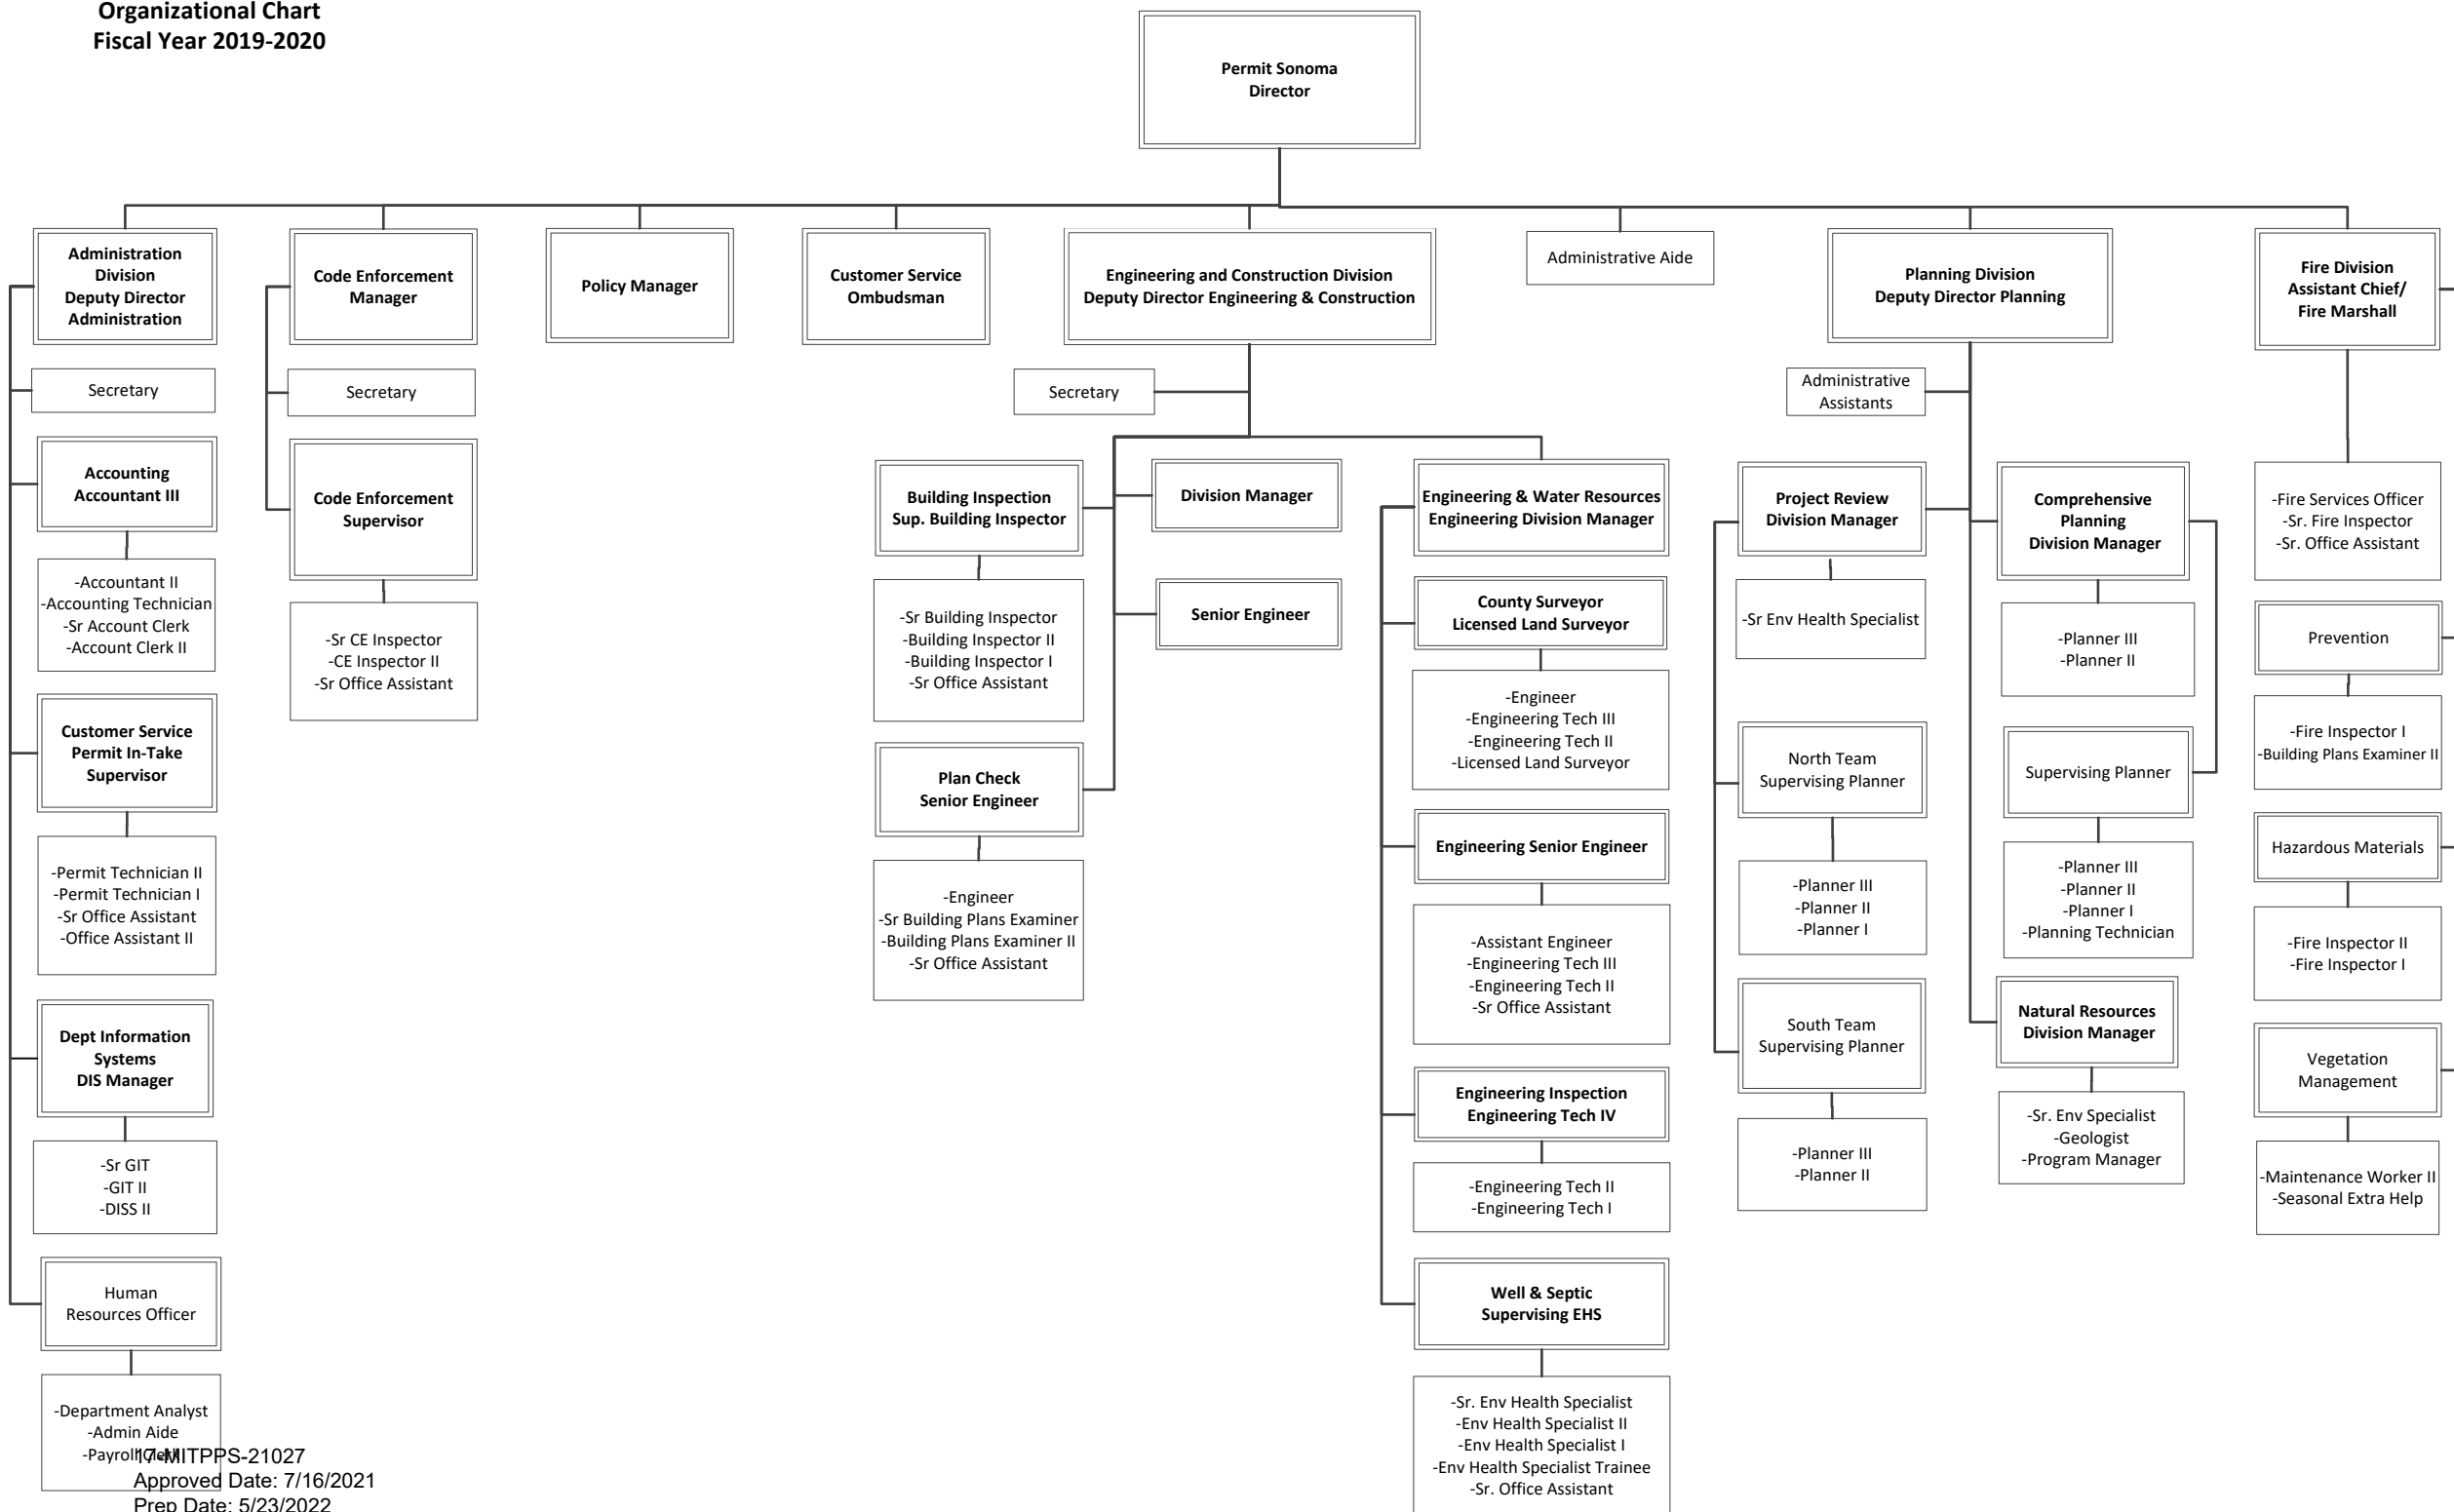 Organizational Chart
Fiscal Year 2019-2020
Permit Sonoma
Director
Administration
Division
Deputy Director
Administration
Secretary
Accounting
Accountant III
-Accountant II
-Accounting Technician
-Sr Account Clerk
-Account Clerk II
Customer Service
Permit In-Take
Supervisor
-Permit Technician II
-Permit Technician I
-Sr Office Assistant
-Office Assistant II
Dept Information
Systems
DIS Manager
-Sr GIT
-GIT II
-DISS II
Human
Resources Officer
-Department Analyst
-Admin Aide
-Payroll Clerk
Code Enforcement
Manager
Secretary
Code Enforcement
Supervisor
-Sr CE Inspector
-CE Inspector II
-Sr Office Assistant
Policy Manager
Customer Service
Ombudsman
Engineering and Construction Division
Deputy Director Engineering & Construction
Secretary
Building Inspection
Sup. Building Inspector
-Sr Building Inspector
-Building Inspector II
-Building Inspector I
-Sr Office Assistant
Plan Check
Senior Engineer
-Engineer
-Sr Building Plans Examiner
-Building Plans Examiner II
-Sr Office Assistant
Division Manager
Senior Engineer
Engineering & Water Resources
Engineering Division Manager
County Surveyor
Licensed Land Surveyor
-Engineer
-Engineering Tech III
-Engineering Tech II
-Licensed Land Surveyor
Engineering Senior Engineer
-Assistant Engineer
-Engineering Tech III
-Engineering Tech II
-Sr Office Assistant
Engineering Inspection
Engineering Tech IV
-Engineering Tech II
-Engineering Tech I
Well & Septic
Supervising EHS
-Sr. Env Health Specialist
-Env Health Specialist II
-Env Health Specialist I
-Env Health Specialist Trainee
-Sr. Office Assistant
Administrative Aide
Planning Division
Deputy Director Planning
Administrative
Assistants
Project Review
Division Manager
-Sr Env Health Specialist
North Team
Supervising Planner
-Planner III
-Planner II
-Planner I
South Team
Supervising Planner
-Planner III
-Planner II
Comprehensive
Planning
Division Manager
-Planner III
-Planner II
Supervising Planner
-Planner III
-Planner II
-Planner I
-Planning Technician
Natural Resources
Division Manager
-Sr. Env Specialist
-Geologist
-Program Manager
Fire Division
Assistant Chief/
Fire Marshall
-Fire Services Officer
-Sr. Fire Inspector
-Sr. Office Assistant
Prevention
-Fire Inspector I
-Building Plans Examiner II
Hazardous Materials
-Fire Inspector II
-Fire Inspector I
Vegetation
Management
-Maintenance Worker II
-Seasonal Extra Help
17-MITPPS-21027
Approved Date: 7/16/2021
Prep Date: 5/23/2022